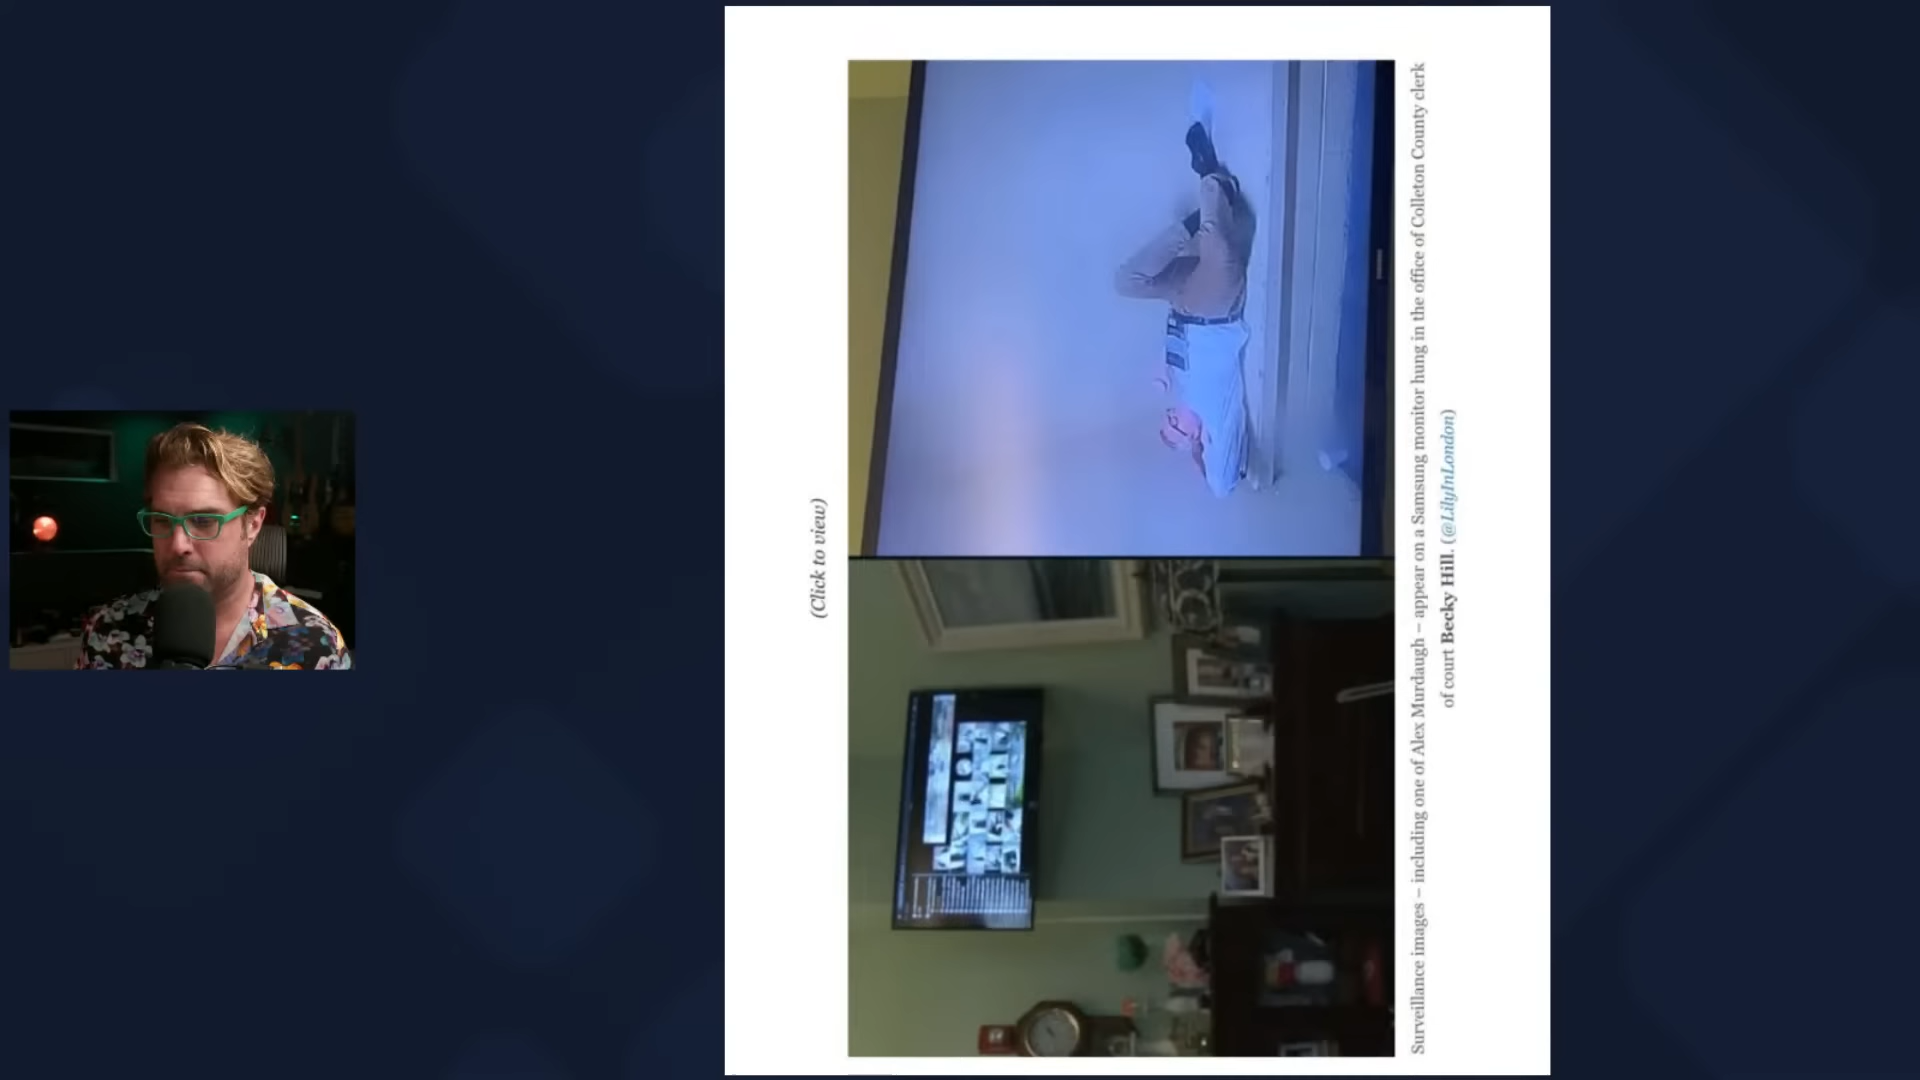 (Click to view)
Surveillance images – including one of Alex Murdaugh – appear on a Samsung monitor hung in the office of Colleton County clerk
of court Becky Hill. (@LilyInLondon)